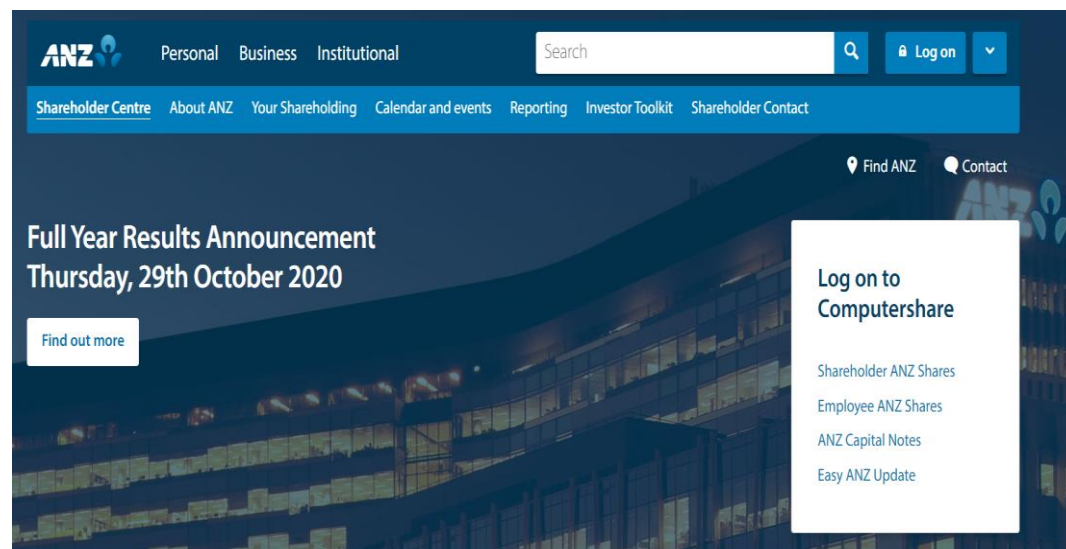 ANZ Personal Business Institutional Search Log on
Shareholder Centre About ANZ Your Shareholding Calendar and events Reporting Investor Toolkit Shareholder Contact
Find ANZ Contact
ANZ
Full Year Results Announcement
Thursday, 29th October 2020
Find out more
Log on to
Computershare
Shareholder ANZ Shares
Employee ANZ Shares
ANZ Capital Notes
Easy ANZ Update